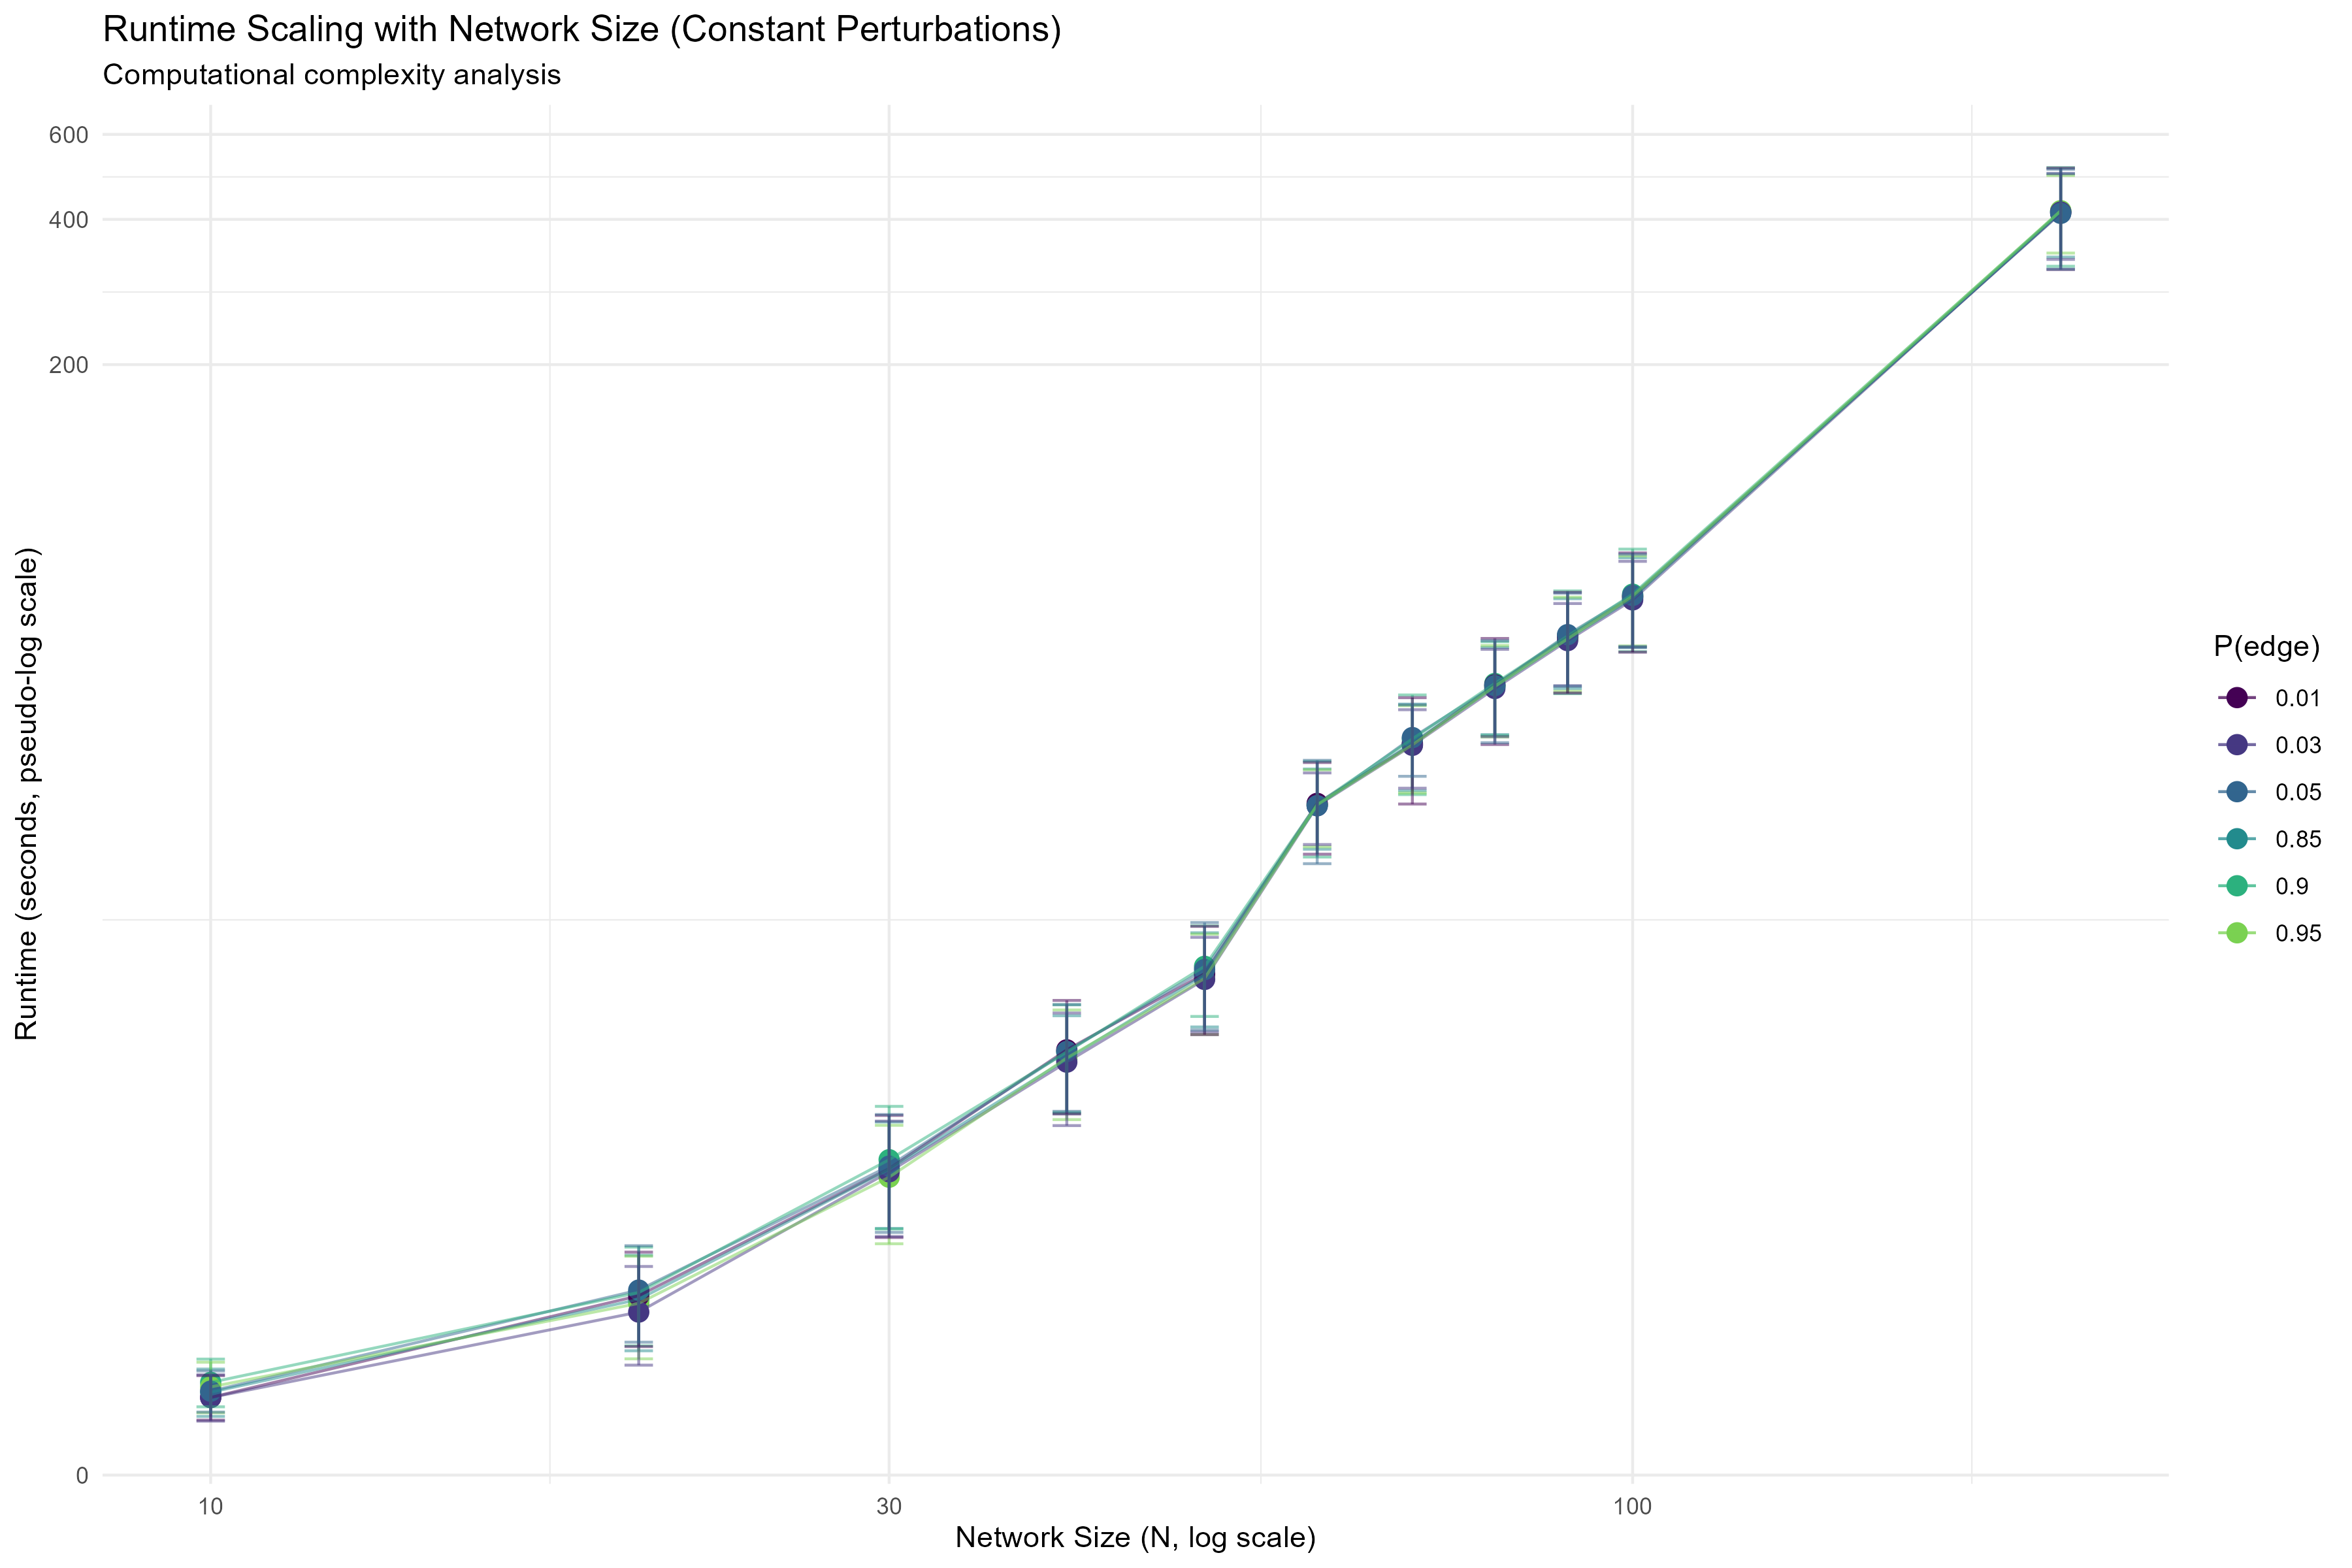 Runtime Scaling with Network Size (Constant Perturbations)
Computational complexity analysis
600
400
200
0
Runtime (seconds, pseudo-log scale)
10
30
100
Network Size (N, log scale)
P(edge)
0.01
0.03
0.05
0.85
0.9
0.95